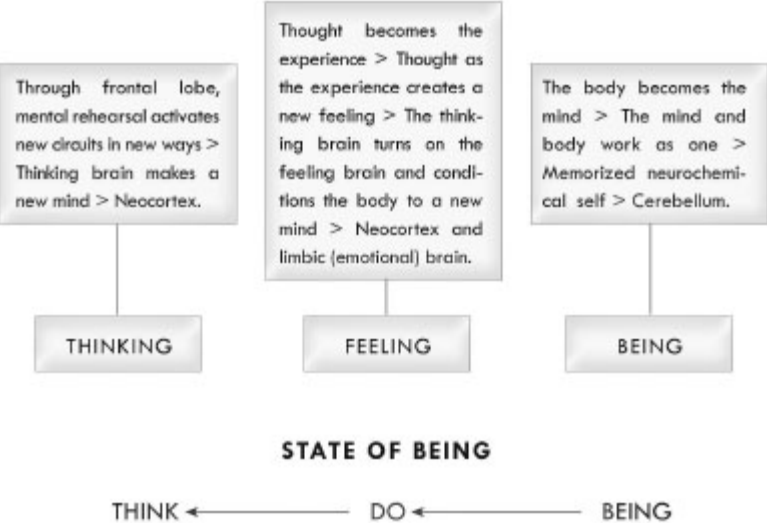 Through frontal lobe,
mental rehearsal activates
new circuits in new ways >
Thinking brain makes a
new mind > Neocortex.
Thought becomes the
experience > Thought as
the experience creates a
new feeling > The think-
ing brain turns on the
feeling brain and condi-
tions the body to a new
mind > Neocortex and
limbic (emotional) brain.
The body becomes the
mind > The mind and
body work as one >
Memorized neurochemi-
cal self > Cerebellum.
THINKING
FEELING
BEING
STATE OF BEING
THINK DO BEING